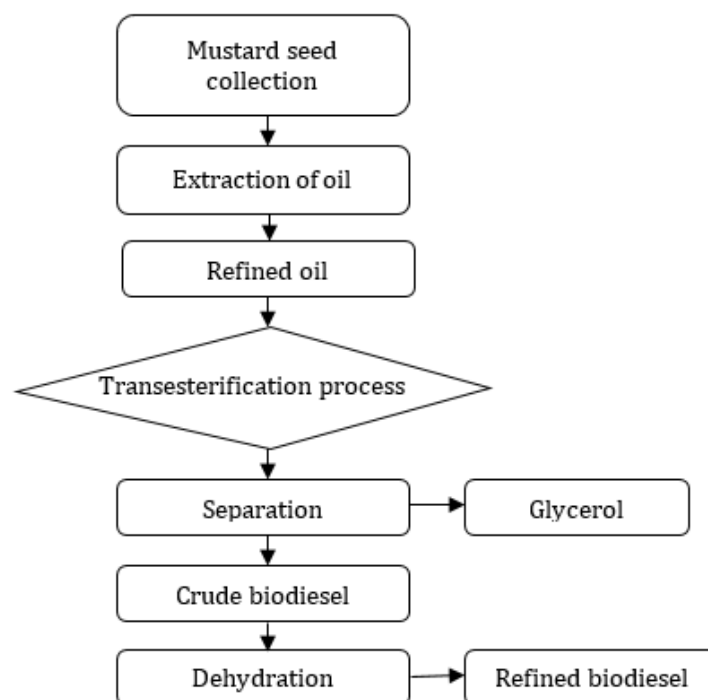 Mustard seed
collection
Extraction of oil
Refined oil
Transesterification process
Separation
Glycerol
Crude biodiesel
Dehydration
Refined biodiesel